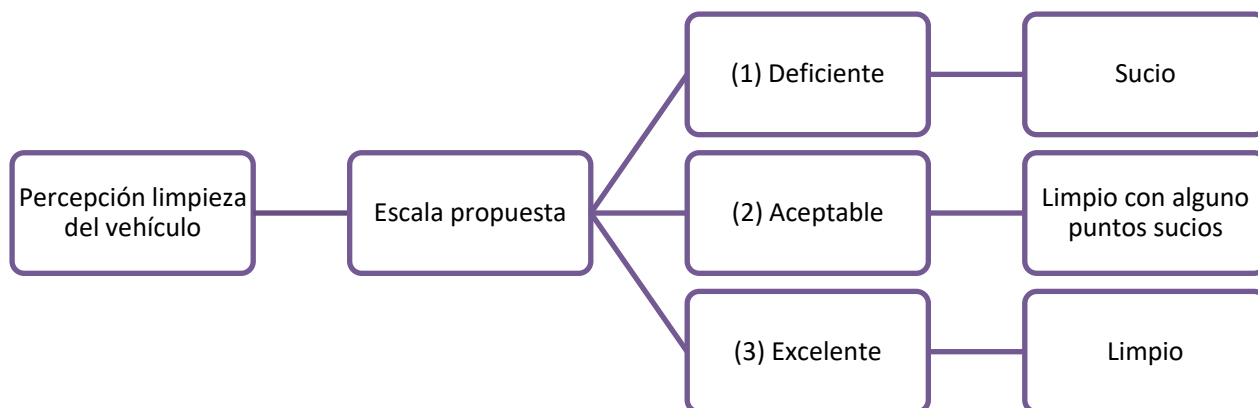 Percepción limpieza
del vehículo
Escala propuesta
(1) Deficiente
Sucio
(2) Aceptable
Limpio con alguno
puntos sucios
(3) Excelente
Limpio